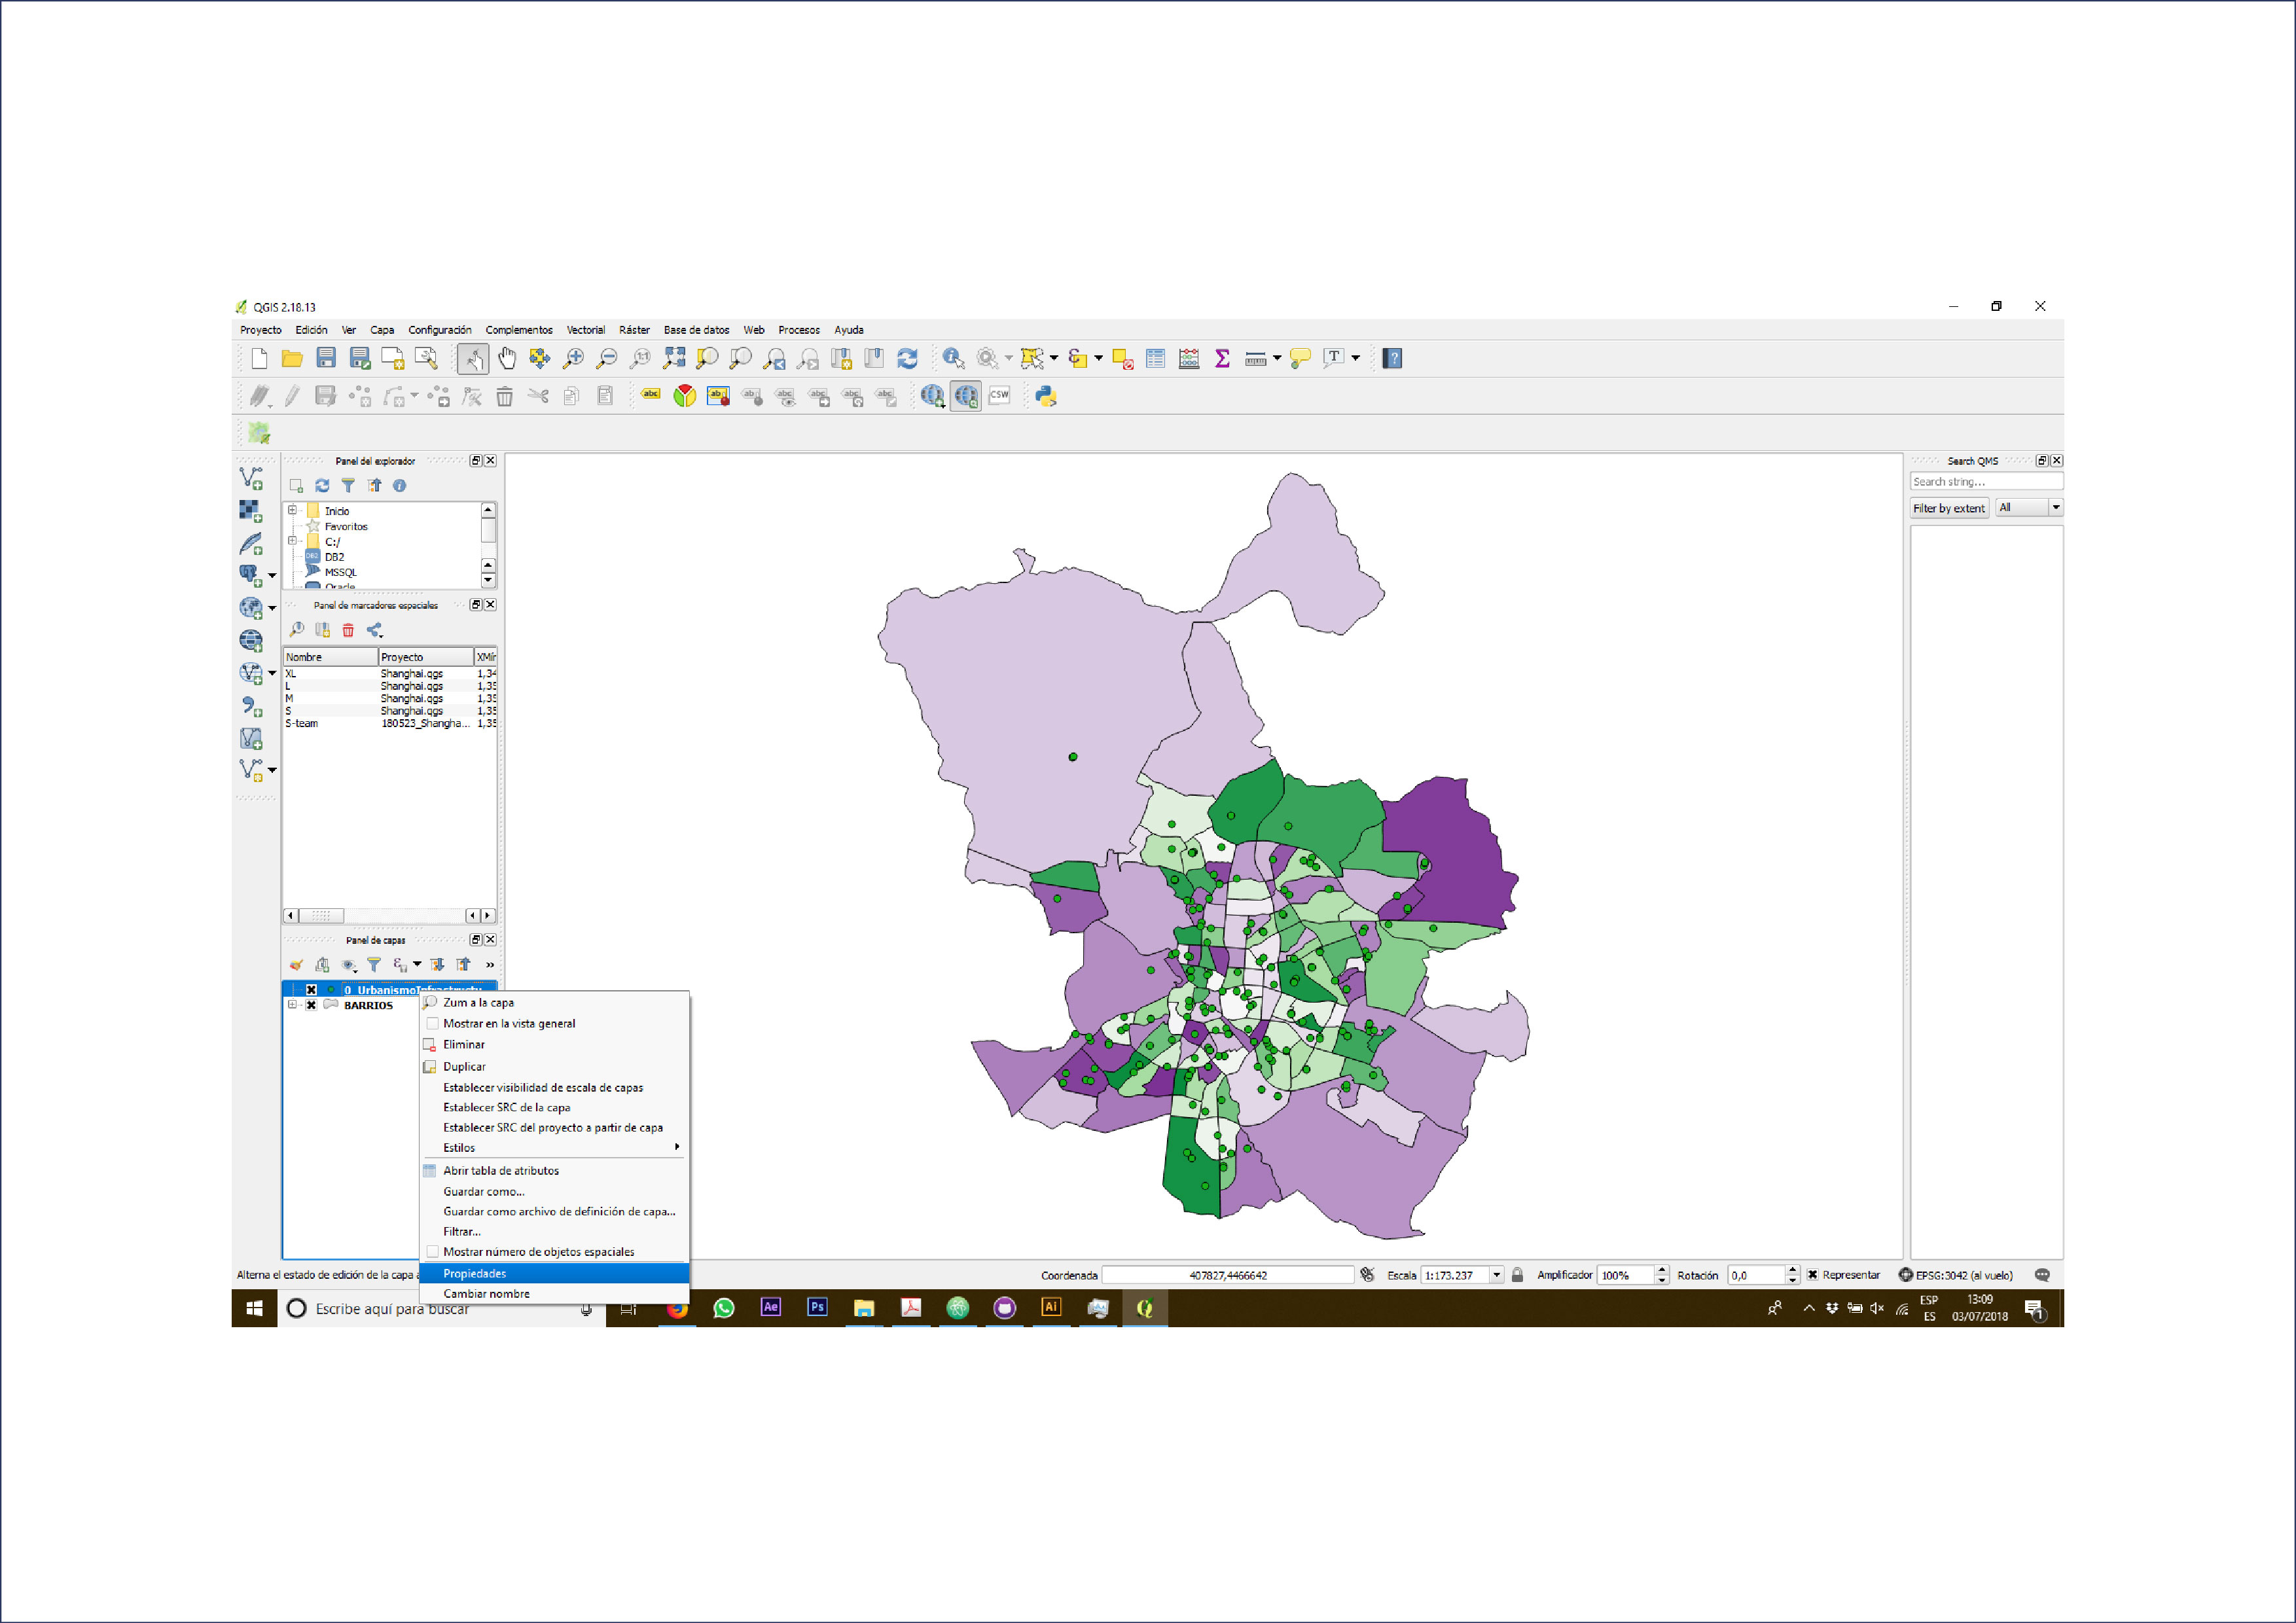 QGIS 2.18.13
Proyecto Edición Ver Capa Configuración Complementos Vectorial Ráster Base de datos Web Procesos Ayuda
CSW
Panel del explorador
Inicio
Favoritos
C:/
DB2
MSSQL
Oracle
Panel de marcadores espaciales
Nombre Proyecto XMír
XL Shanghai.qgs 1,34
L Shanghai.qgs 1,35
M Shanghai.qgs 1,35
S Shanghai.qgs 1,35
S-team 180523_Shangha... 1,35
Panel de capas
0_UrbanismoInfraestructu
BARRIOS
Zum a la capa
Mostrar en la vista general
Eliminar
Duplicar
Establecer visibilidad de escala de capas
Establecer SRC de la capa
Establecer SRC del proyecto a partir de capa
Estilos
Abrir tabla de atributos
Guardar como...
Guardar como archivo de definición de capa...
Filtrar...
Mostrar número de objetos espaciales
Propiedades
Cambiar nombre
Search QMS
Search string...
Filter by extent All
Alterna el estado de edición de la capa a
Coordenada 407827,4466642 Escala 1:173.237 Amplificador 100% Rotación 0,0 Representar EPSG:3042 (al vuelo)
Escribe aquí para buscar
Ae Ps Ai
ESP
ES
13:09
03/07/2018
1